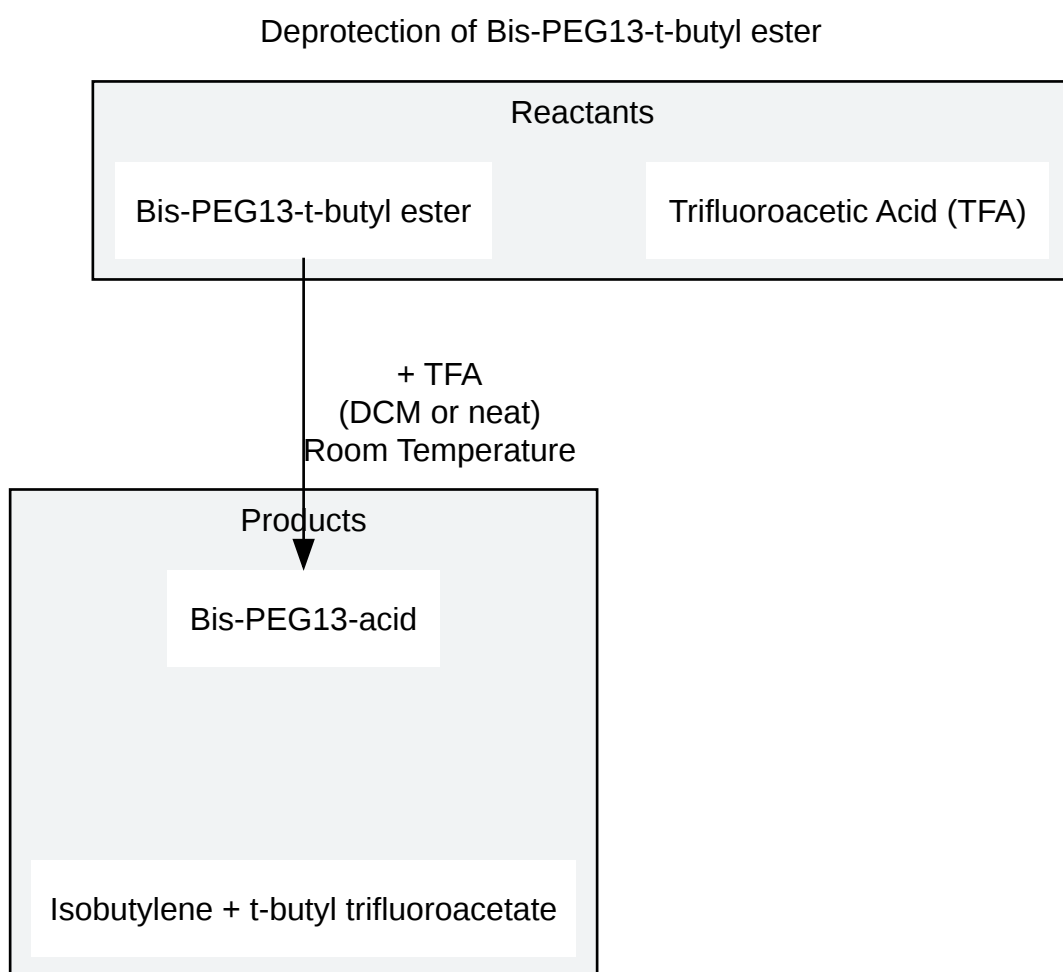 Deprotection of Bis-PEG13-t-butyl ester
Reactants
Bis-PEG13-t-butyl ester
Trifluoroacetic Acid (TFA)
+ TFA
(DCM or neat)
Room Temperature
Products
Bis-PEG13-acid
Isobutylene + t-butyl trifluoroacetate